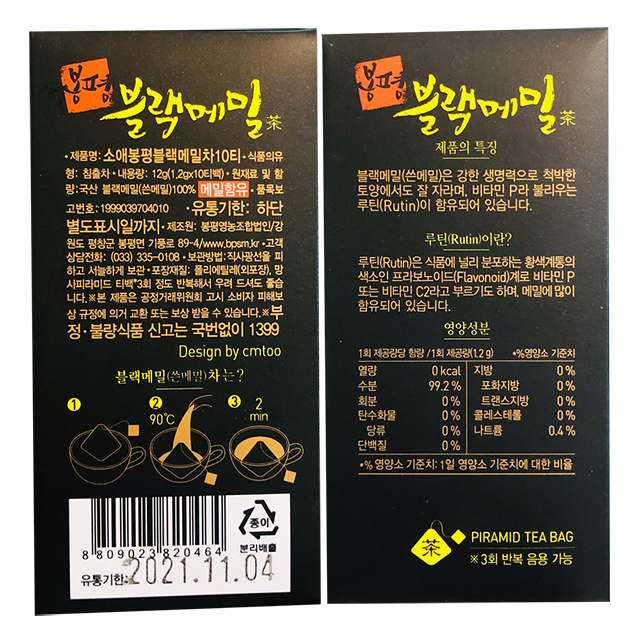 봉평
블랙메밀茶
• 제품명: 소애봉평블랙메밀차10티 • 식품의유
형: 침출차 • 내용량: 12g(1.2gx10티백) • 원재료 및 함
량:국산 블랙메밀(쓴메밀)100% 메밀함유 • 품목보
고번호: 1999039704010 • 유통기한: 하단
별도표시일까지 • 제조원: 봉평영농조합법인/강
원도 평창군 봉평면 기풍로 89-4/www.bpsm.kr • 고객
상담전화: (033) 335-0108 • 보관방법:직사광선을 피
하고 서늘하게 보관 • 포장재질: 폴리에틸렌(외포장), 망
사피라미드 티백*3회 정도 반복해서 우려 드셔도 좋습
니다.※본 제품은 공정거래위원회 고시 소비자 피해보
상 규정에 의거 교환 또는 보상 받을 수 있습니다.※부
정·불량식품 신고는 국번없이 1399
Design by cmtoo
블랙메밀(쓴메밀)차는?
1 2 90℃ 3 2 min
종이
분리배출
8 809023 820464
유통기한: 2021.11.04
봉평
블랙메밀茶
제품의 특징
블랙메밀(쓴메밀)은 강한 생명력으로 척박한
토양에서도 잘 자라며, 비타민 P라 불리우는
루틴(Rutin)이 함유되어 있습니다.
루틴(Rutin)이란?
루틴(Rutin)은 식품에 널리 분포하는 황색계통의
색소인 프라보노이드(Flavonoid)계로 비타민 P
또는 비타민 C2라고 부르기도 하며, 메밀에 많이
함유되어 있습니다.
영양성분
1회 제공량당 함량 / 1회 제공량(1.2 g) *%영양소 기준치
열량 0 kcal 지방 0 %
수분 99.2 % 포화지방 0 %
회분 0 % 트랜스지방 0 %
탄수화물 0 % 콜레스테롤 0 %
당류 0 % 나트륨 0.4 %
단백질 0 %
*% 영양소 기준치: 1일 영양소 기준치에 대한 비율
茶
PIRAMID TEA BAG
※ 3회 반복 음용 가능